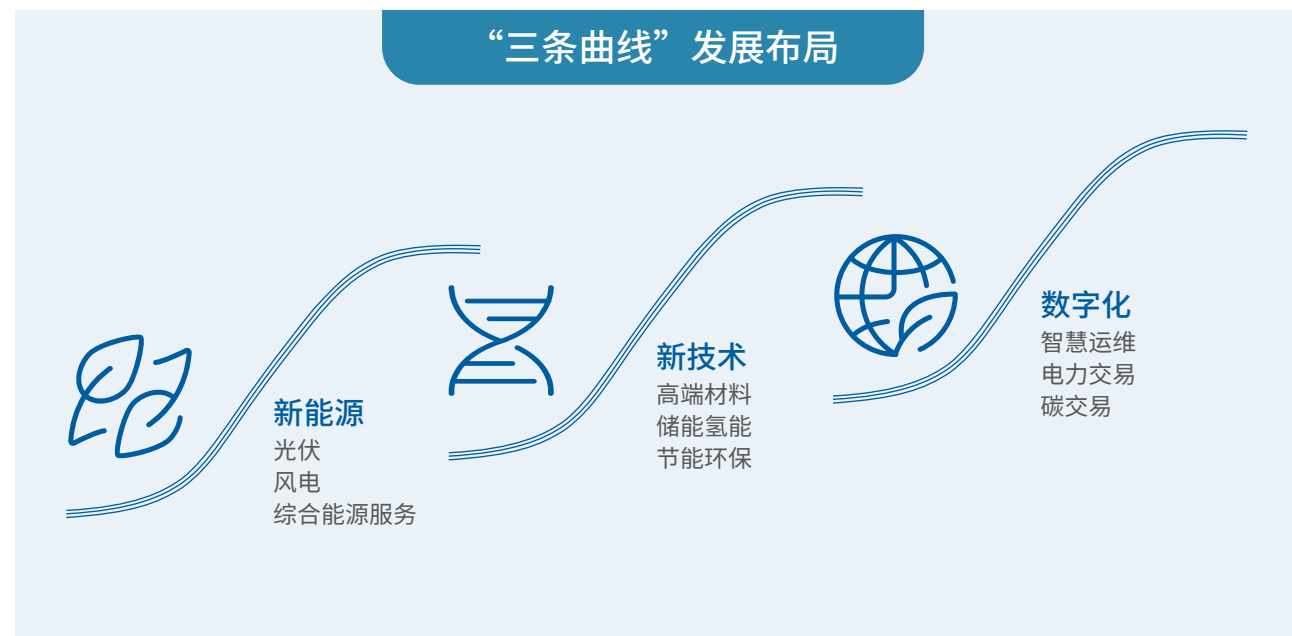 “三条曲线”发展布局
新能源
光伏
风电
综合能源服务
新技术
高端材料
储能氢能
节能环保
数字化
智慧运维
电力交易
碳交易